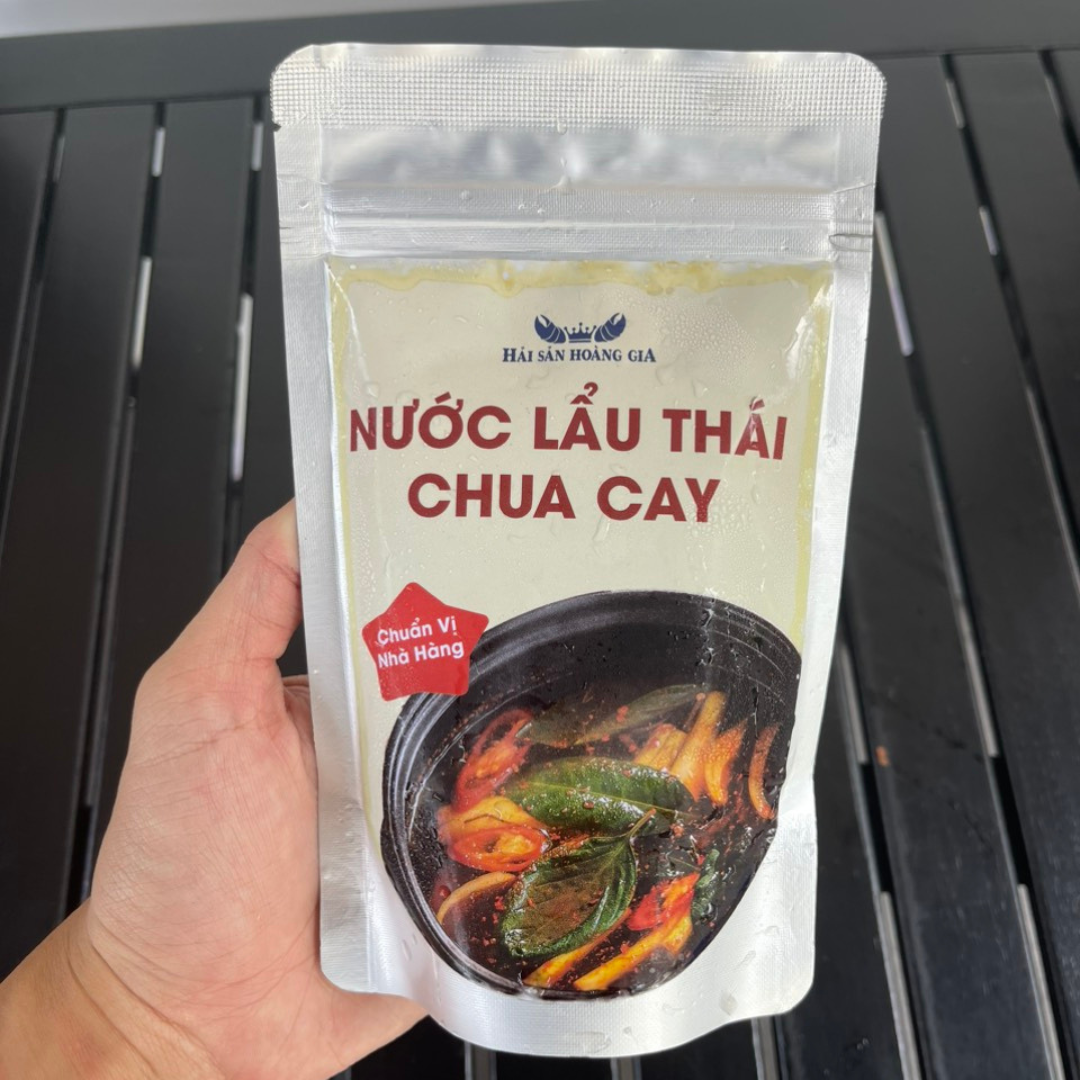 HẢI SẢN HOÀNG GIA
NƯỚC LẨU THÁI
CHUA CAY
Chuẩn Vị
Nhà Hàng